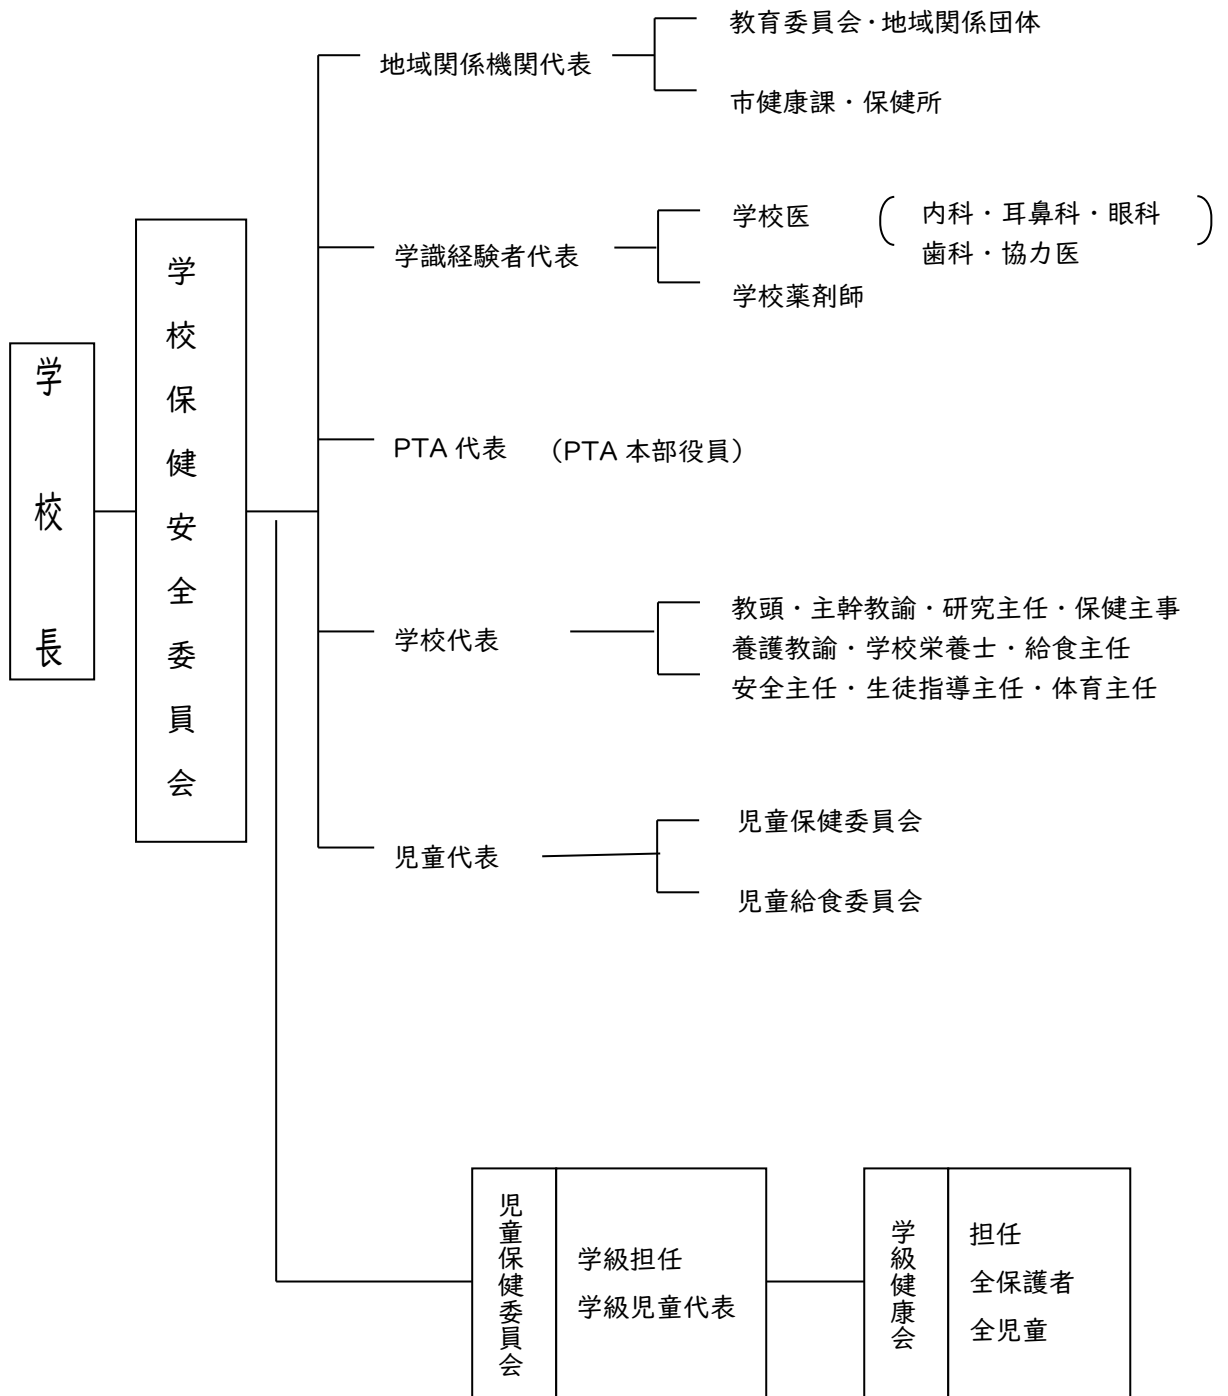 学校長
学校保健安全委員会
地域関係機関代表
教育委員会・地域関係団体
市健康課・保健所
学識経験者代表
学校医
内科・耳鼻科・眼科
歯科・協力医
学校薬剤師
PTA 代表 （PTA 本部役員）
学校代表
教頭・主幹教諭・研究主任・保健主事
養護教諭・学校栄養士・給食主任
安全主任・生徒指導主任・体育主任
児童代表
児童保健委員会
児童給食委員会
児童保健委員会
学級担任
学級児童代表
学級健康会
担任
全保護者
全児童